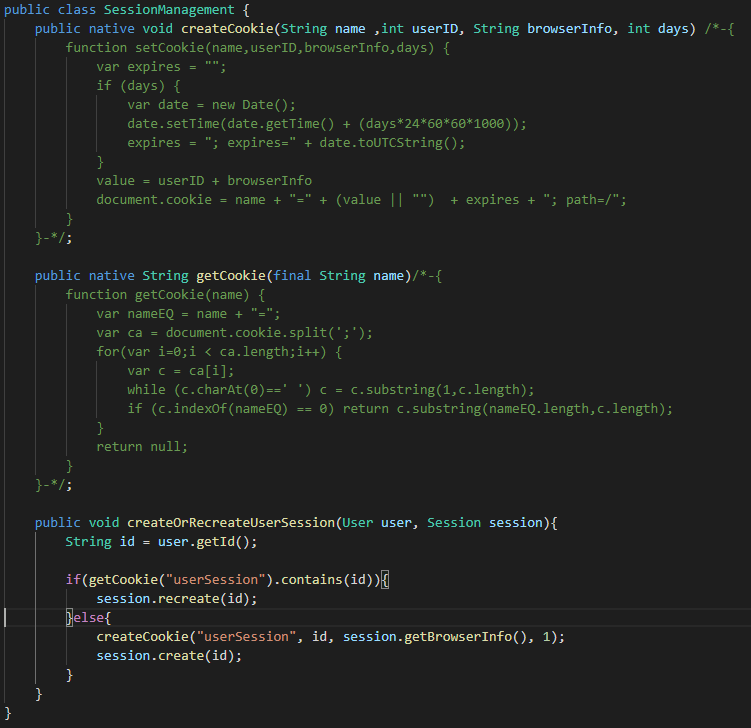 public class SessionManagement {
    public native void createCookie(String name ,int userID, String browserInfo, int days) /*-{
        function setCookie(name,userID,browserInfo,days) {
            var expires = "";
            if (days) {
                var date = new Date();
                date.setTime(date.getTime() + (days*24*60*60*1000));
                expires = "; expires=" + date.toUTCString();
            }
            value = userID + browserInfo
            document.cookie = name + "=" + (value || "")  + expires + "; path=/";
        }
    }-*/;

    public native String getCookie(final String name)/*-{
        function getCookie(name) {
            var nameEQ = name + "=";
            var ca = document.cookie.split(';');
            for(var i=0;i < ca.length;i++) {
                var c = ca[i];
                while (c.charAt(0)==' ') c = c.substring(1,c.length);
                if (c.indexOf(nameEQ) == 0) return c.substring(nameEQ.length,c.length);
            }
            return null;
        }
    }-*/;

    public void createOrRecreateUserSession(User user, Session session){
        String id = user.getId();

        if(getCookie("userSession").contains(id)){
            session.recreate(id);
        }else{
            createCookie("userSession", id, session.getBrowserInfo(), 1);
            session.create(id);
        }
    }
}